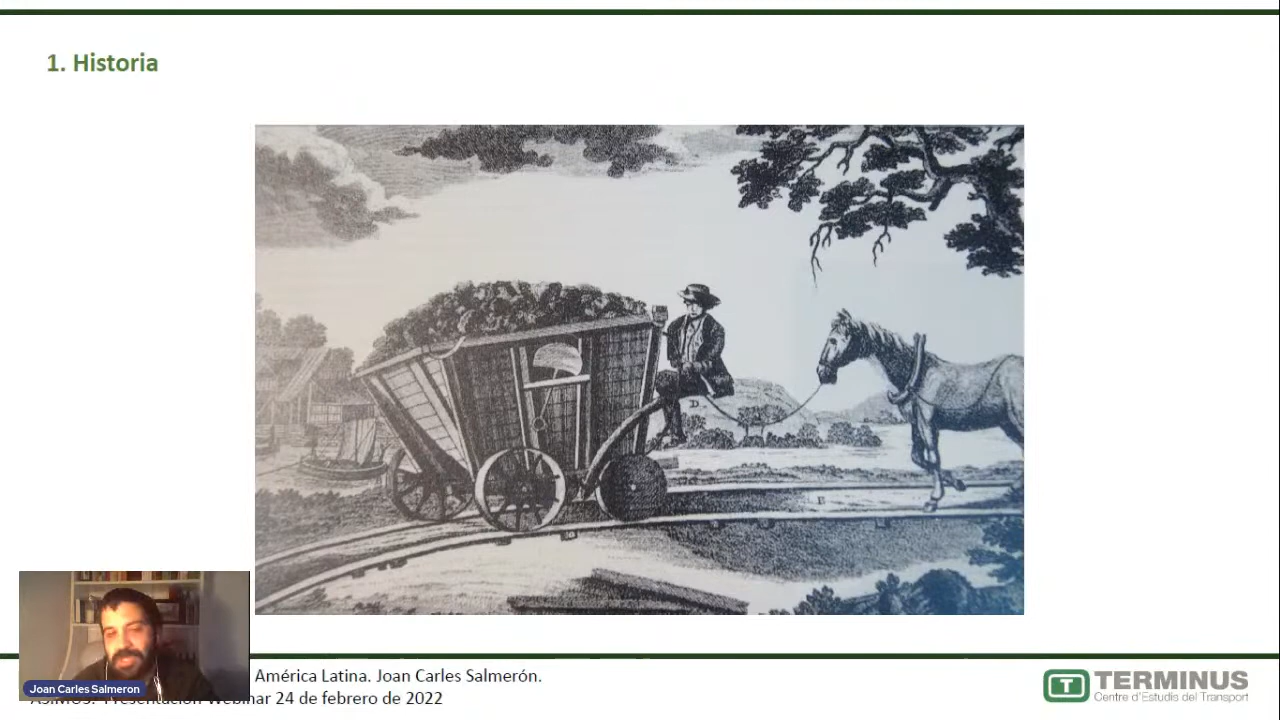 1. Historia
D
E
Joan Carles Salmeron
América Latina. Joan Carles Salmerón.
Webinar 24 de febrero de 2022
TERMINUS
Centre d'Estudis del Transport